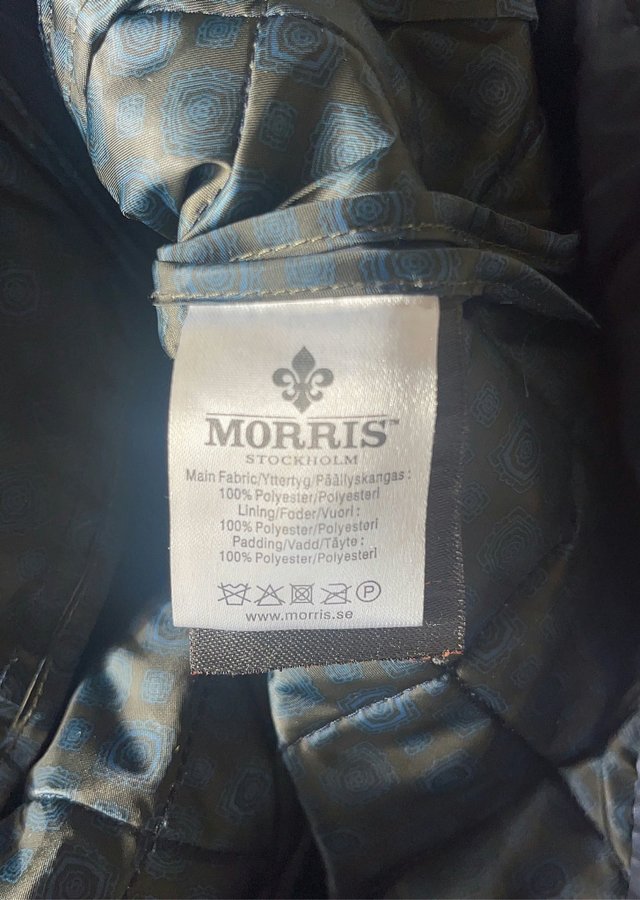 MORRIS™
STOCKHOLM
Main Fabric/Yttertyg/Päällyskangas:
100% Polyester/Polyesteri
Lining/Foder/Vuori:
100% Polyester/Polyesteri
Padding/Vadd/Täyte:
100% Polyester/Polyesteri
P
www.morris.se